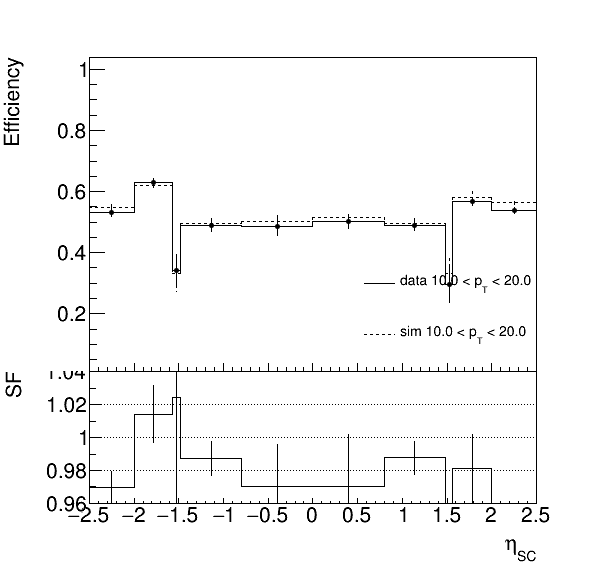 Efficiency
1
0.8
0.6
0.4
0.2
data 10.0 < p_T < 20.0
sim 10.0 < p_T < 20.0
SF
1.04
1.02
1
0.98
0.96
−2.5 −2 −1.5 −1 −0.5 0 0.5 1 1.5 2 2.5
η_SC